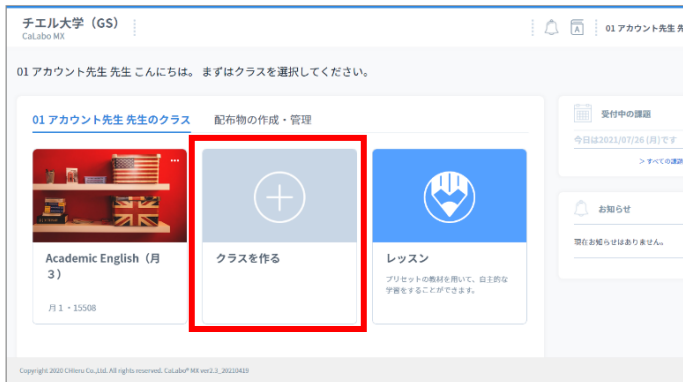 チエル大学（GS）
CaLabo MX
A
01 アカウント先生 先
01 アカウント先生 先生 こんにちは。 まずはクラスを選択してください。
01 アカウント先生 先生のクラス
配布物の作成・管理
Academic English（月
3）
月 1 ・15508
クラスを作る
レッスン
プリセットの教材を用いて、自主的な
学習をすることができます。
受付中の課題
今日は2021/07/26 (月)です
> すべての課題
お知らせ
現在お知らせはありません。
Copyright 2020 CHIeru Co.,Ltd. All rights reserved. CaLabo® MX ver2.3_20210419